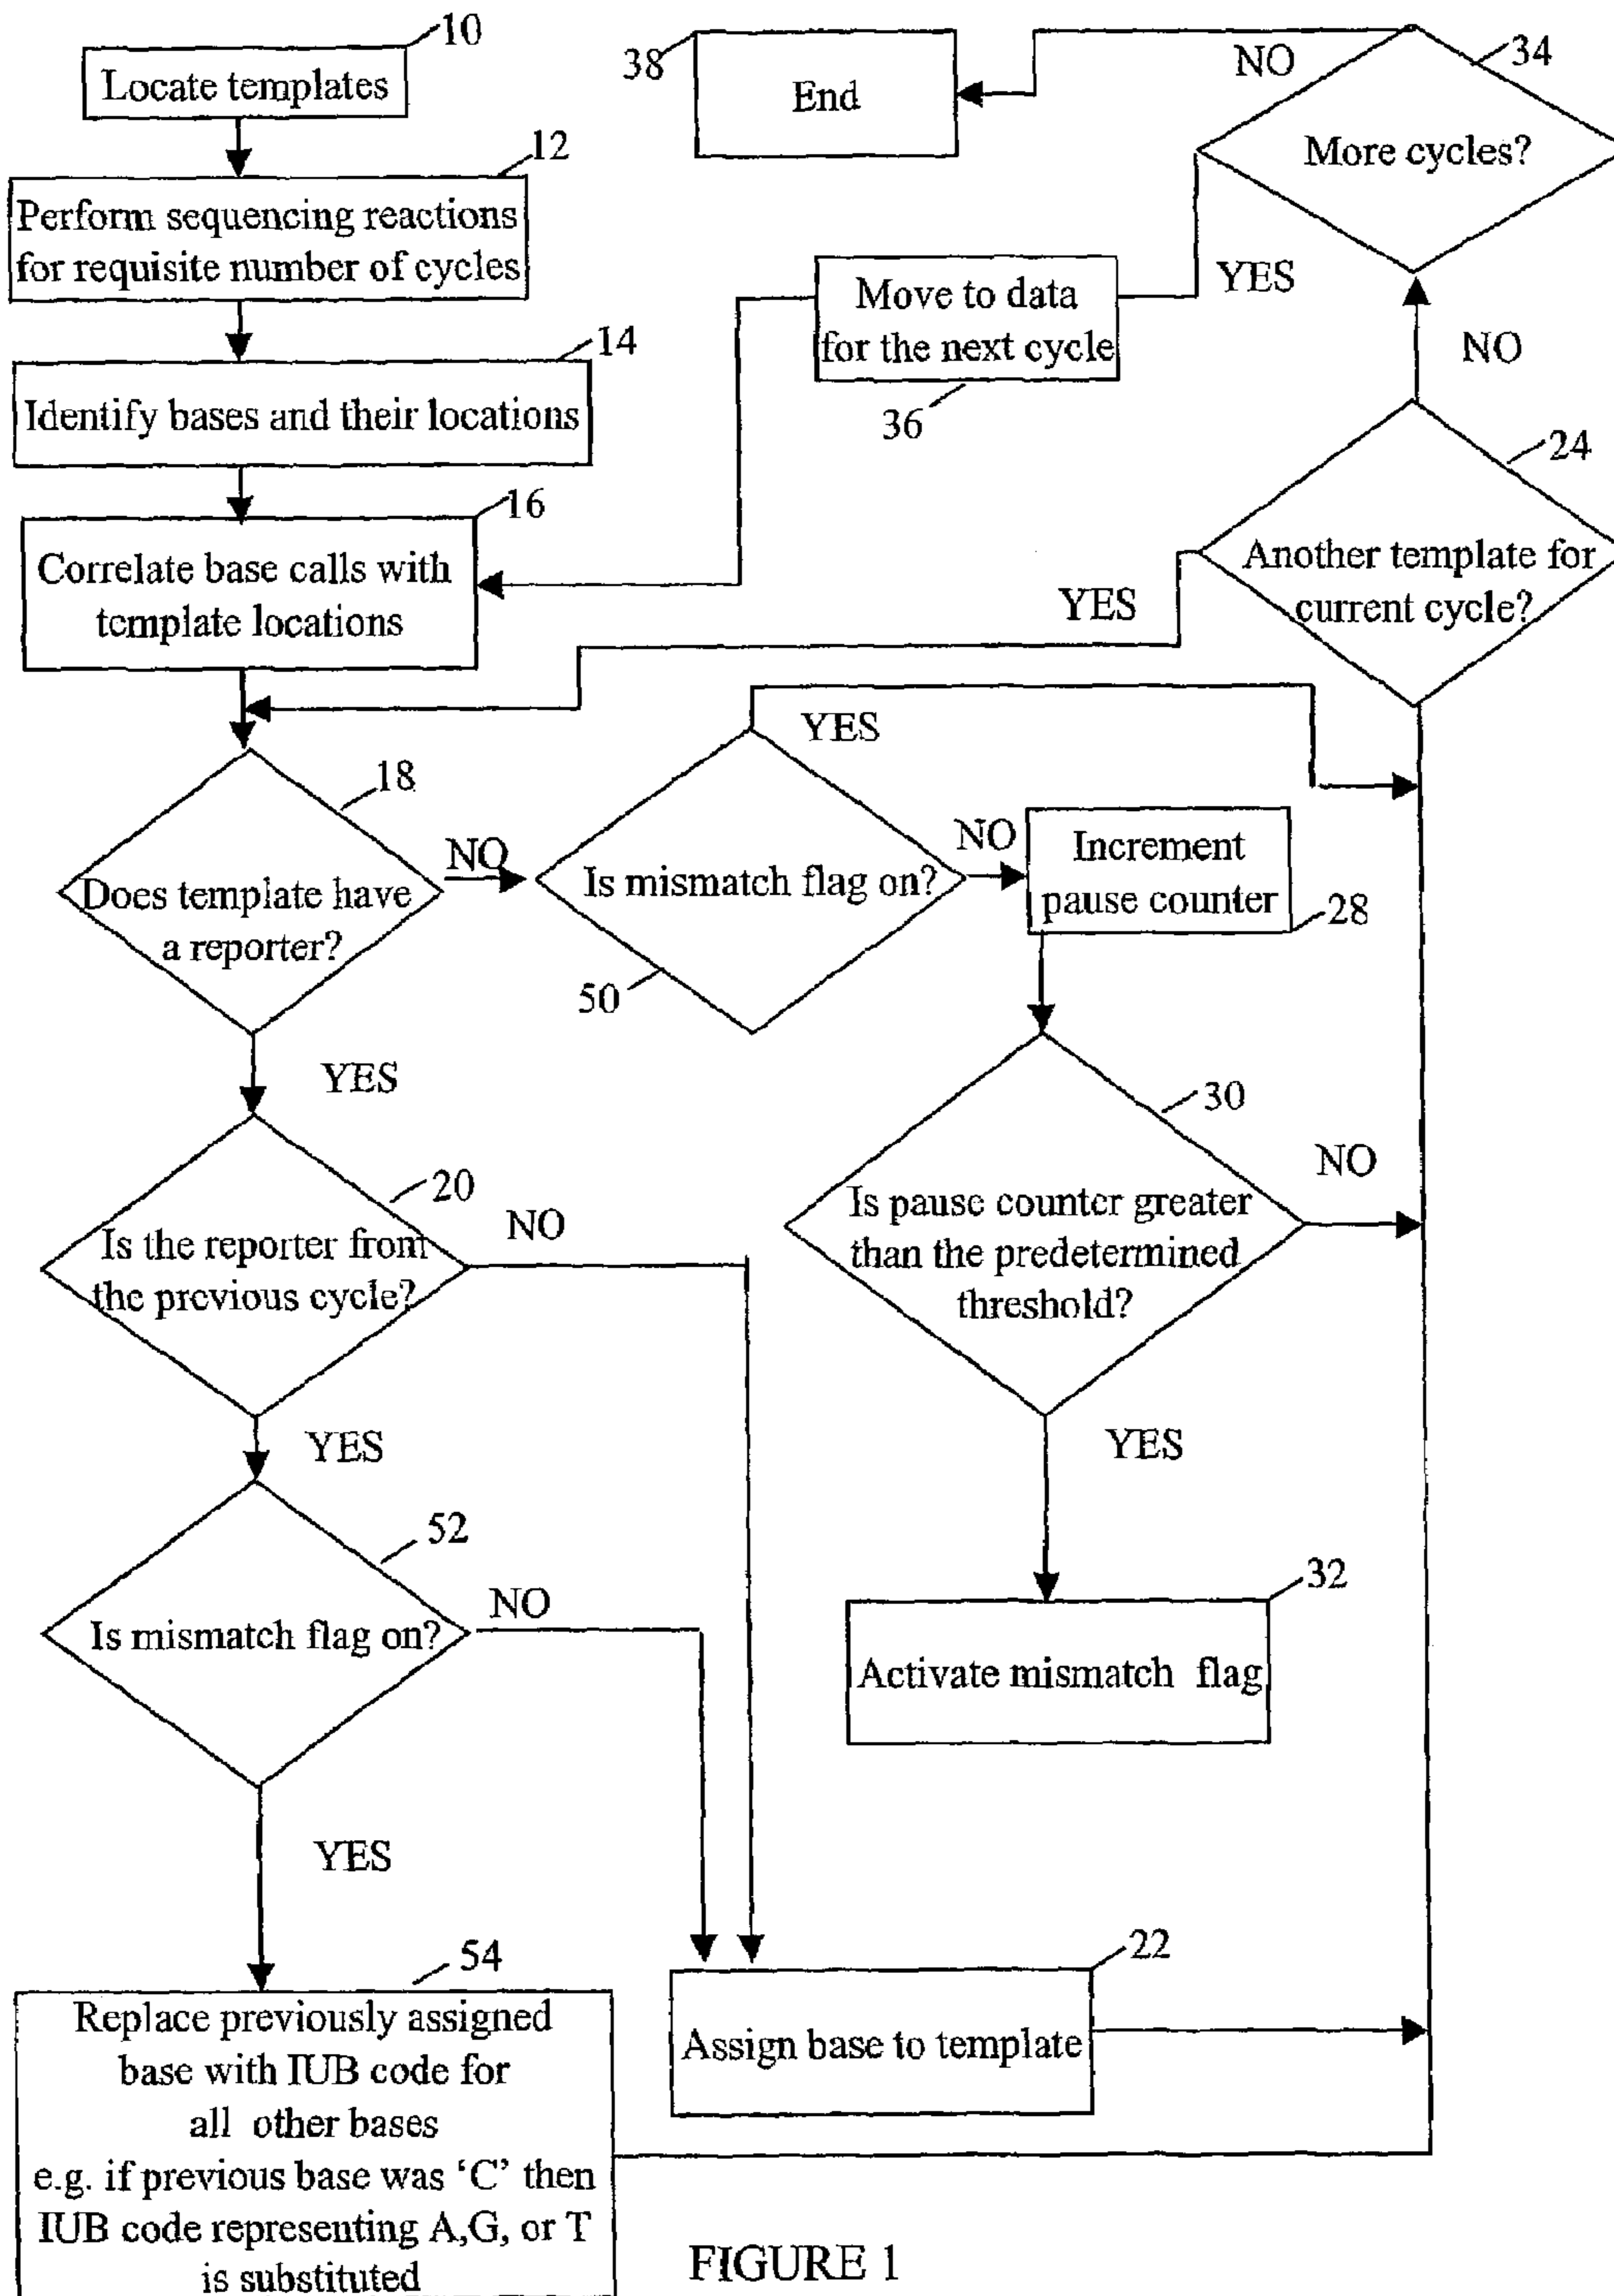 10
Locate templates
12
Perform sequencing reactions
for requisite number of cycles
14
Identify bases and their locations
16
Correlate base calls with
template locations
38
End
NO
34
More cycles?
YES
Move to data
for the next cycle
36
NO
24
Another template for
current cycle?
YES
18
Does template have
a reporter?
NO
YES
Is mismatch flag on?
50
NO
Increment
pause counter
28
YES
30
Is pause counter greater
than the predetermined
threshold?
NO
YES
32
Activate mismatch flag
20
Is the reporter from
the previous cycle?
NO
YES
52
Is mismatch flag on?
NO
YES
54
Replace previously assigned
base with IUB code for
all other bases
e.g. if previous base was ‘C’ then
IUB code representing A,G, or T
is substituted
22
Assign base to template
FIGURE 1